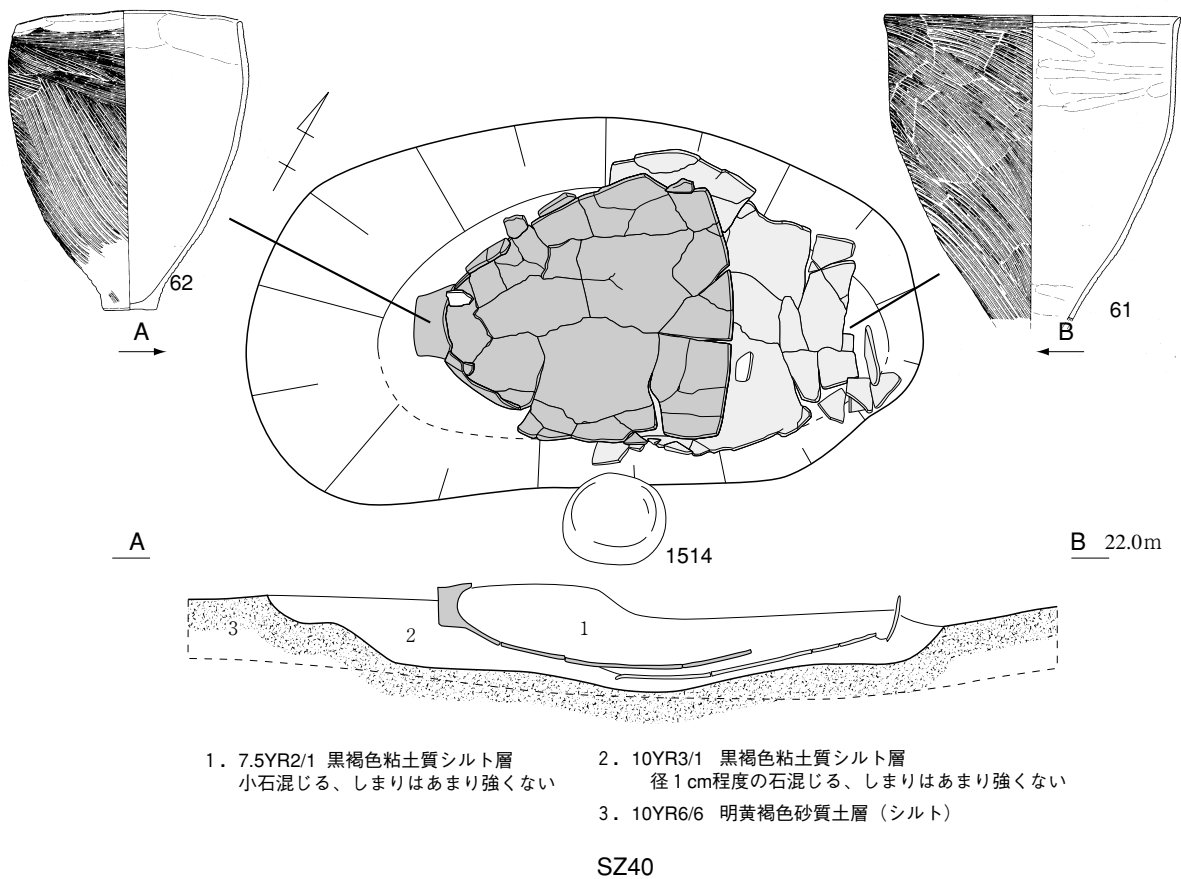 62
61
A
B
1514
A
B 22.0m
3
2
1
1．7.5YR2/1 黒褐色粘土質シルト層
小石混じる、しまりはあまり強くない
2．10YR3/1 黒褐色粘土質シルト層
径1cm程度の石混じる、しまりはあまり強くない
3．10YR6/6 明黄褐色砂質土層（シルト）
SZ40